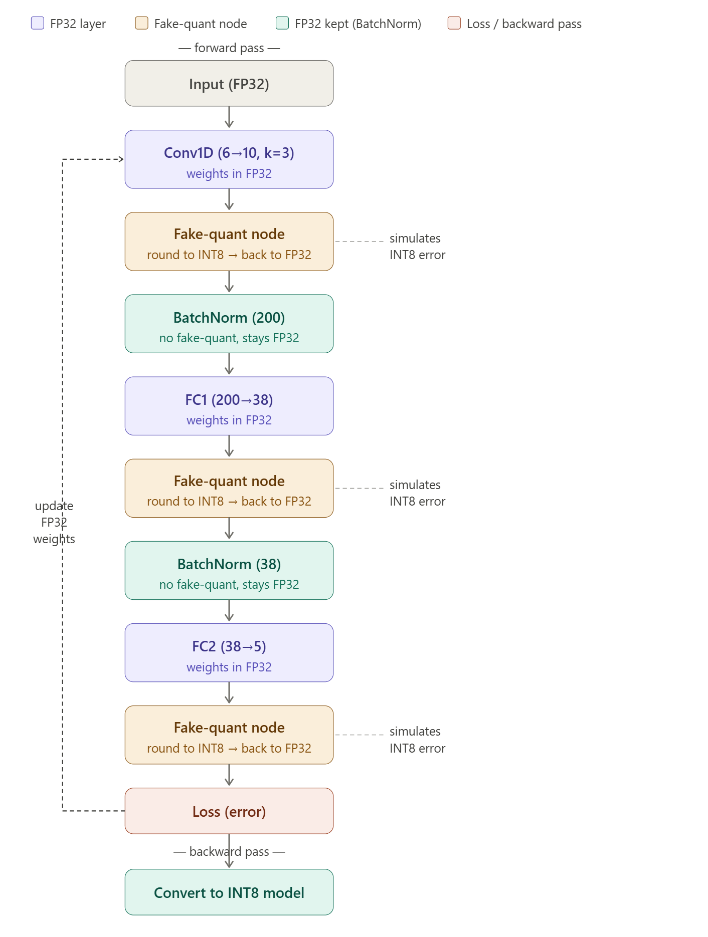 FP32 layer
Fake-quant node
FP32 kept (BatchNorm)
Loss / backward pass
— forward pass —
Input (FP32)
Conv1D (6→10, k=3)
weights in FP32
Fake-quant node
round to INT8 → back to FP32
simulates
INT8 error
BatchNorm (200)
no fake-quant, stays FP32
FC1 (200→38)
weights in FP32
Fake-quant node
round to INT8 → back to FP32
simulates
INT8 error
update
FP32
weights
BatchNorm (38)
no fake-quant, stays FP32
FC2 (38→5)
weights in FP32
Fake-quant node
round to INT8 → back to FP32
simulates
INT8 error
Loss (error)
— backward pass —
Convert to INT8 model